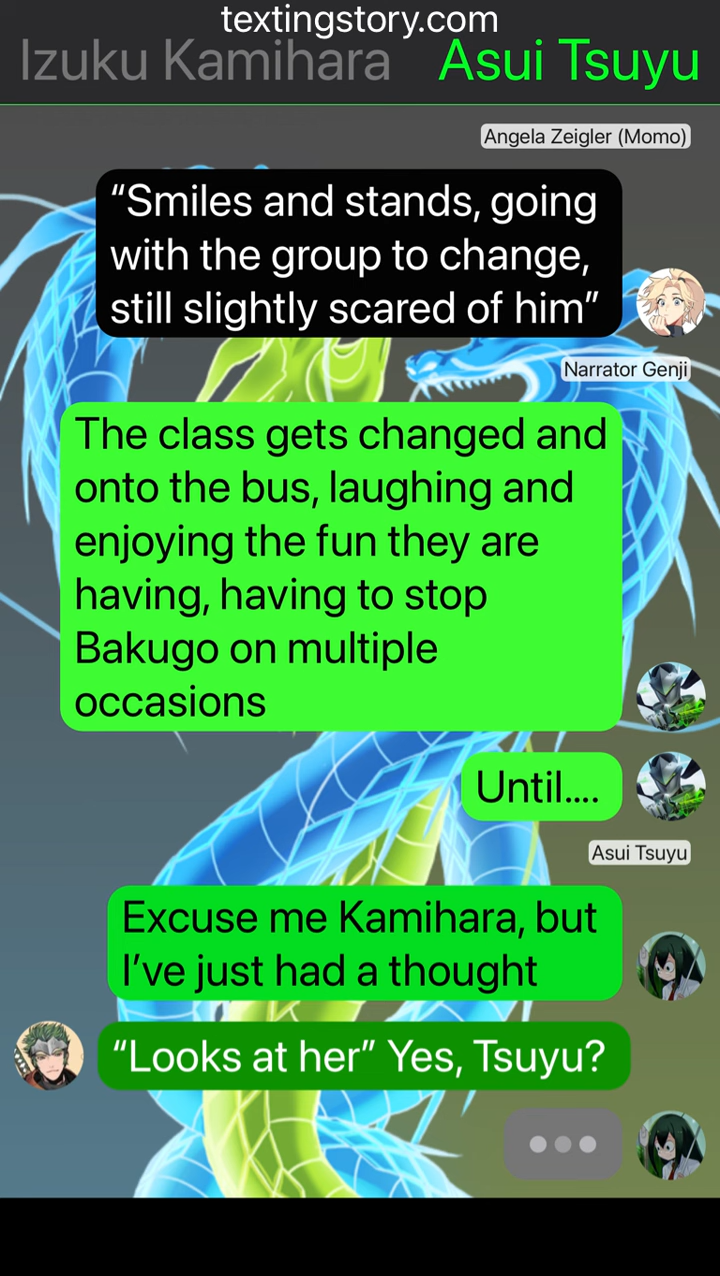 textingstory.com
Izuku Kamihara Asui Tsuyu
Angela Zeigler (Momo)
“Smiles and stands, going
with the group to change,
still slightly scared of him”
Narrator Genji
The class gets changed and
onto the bus, laughing and
enjoying the fun they are
having, having to stop
Bakugo on multiple
occasions
Until....
Asui Tsuyu
Excuse me Kamihara, but
I’ve just had a thought
“Looks at her” Yes, Tsuyu?